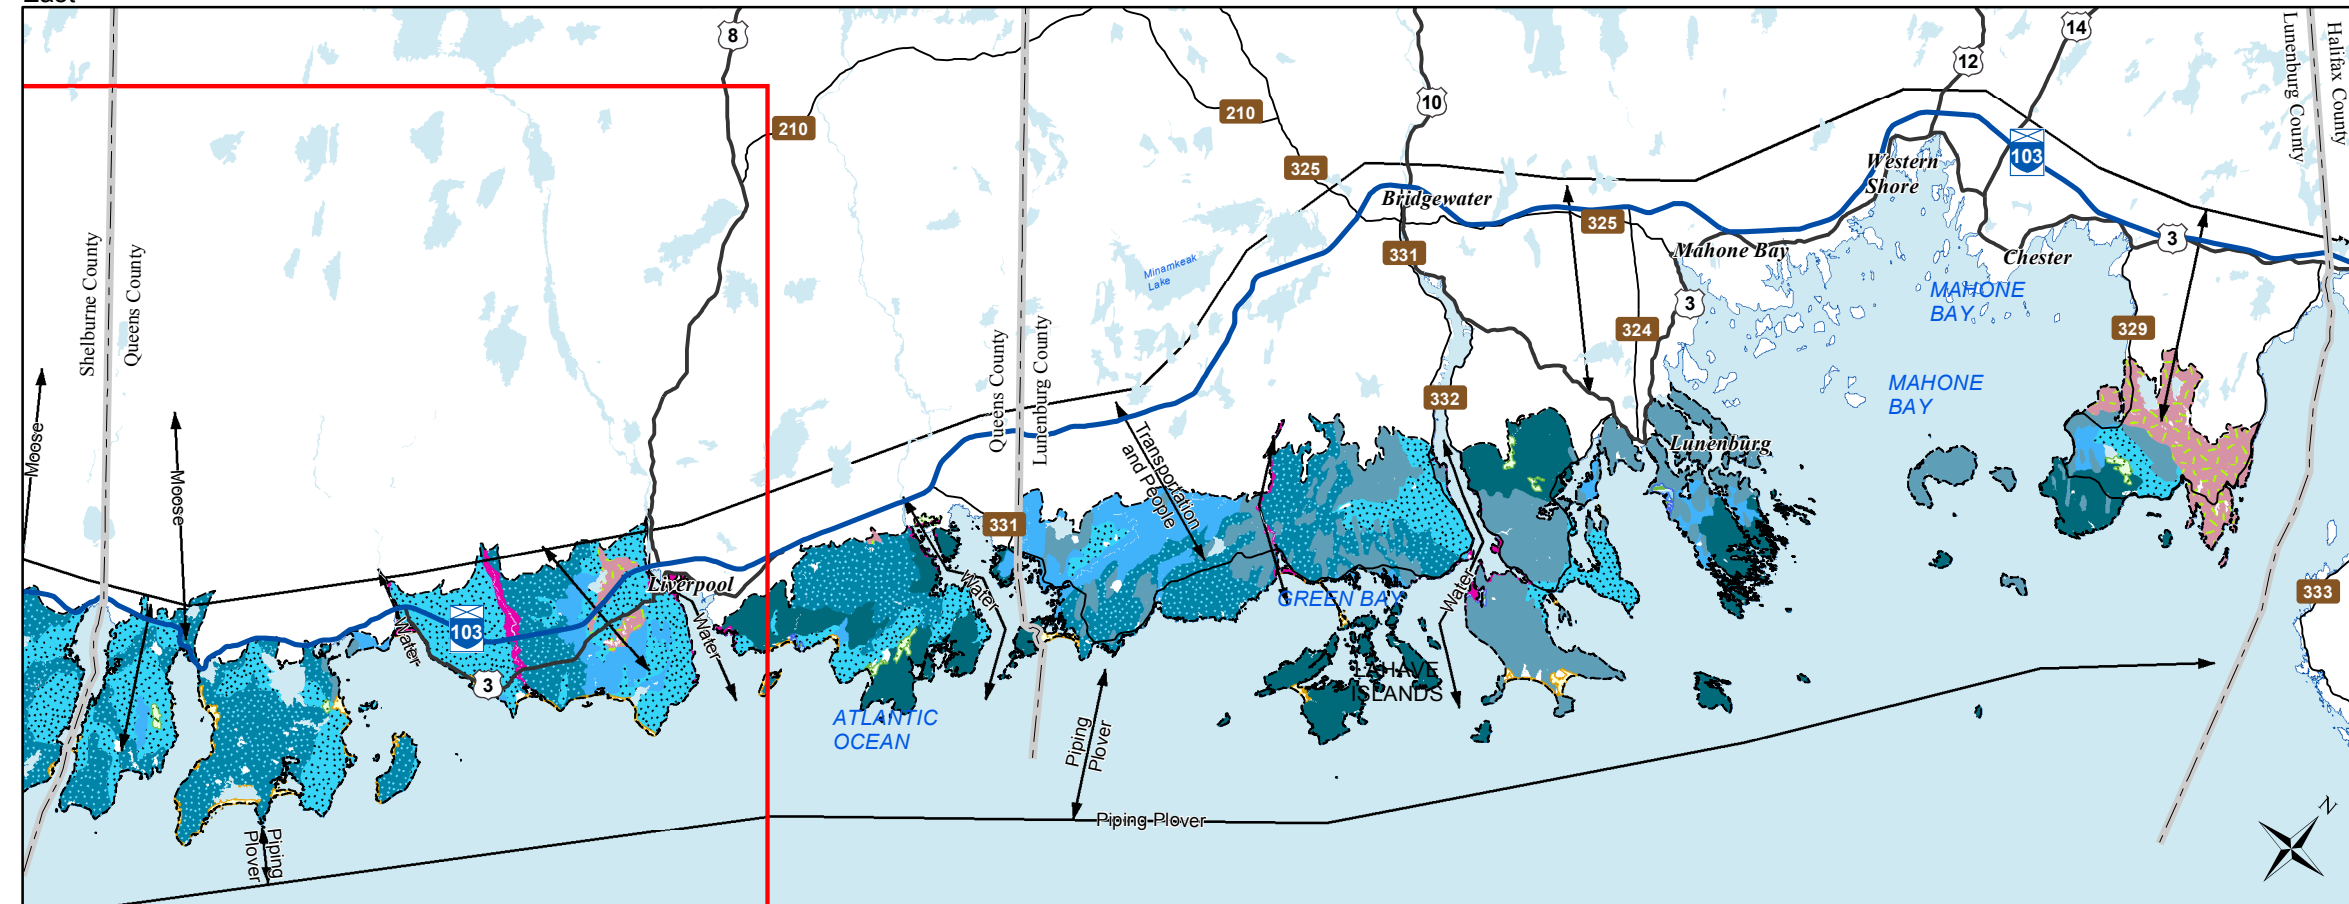 East
8
14
12
10
210
210
325
103
Halifax County
Lunenburg County
Western
Shore
Bridgewater
325
331
Mahone Bay
3
Chester
Minamkeak
Lake
Shelburne County
Queens County
MAHONE
BAY
3
324
329
Queens County
Lunenburg County
MAHONE
BAY
332
Moose
Moose
Transportation
and People
Lunenburg
331
Liverpool
Water
Water
Water
Water
GREEN BAY
333
103
3
LAHAVE
ISLANDS
ATLANTIC
OCEAN
Piping
Plover
Piping Plover
Piping
Plover
N